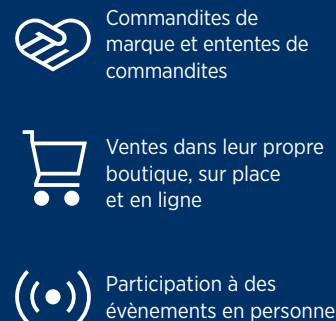 Commandites de
marque et ententes de
commandites
Ventes dans leur propre
boutique, sur place
et en ligne
Participation à des
évènements en personne